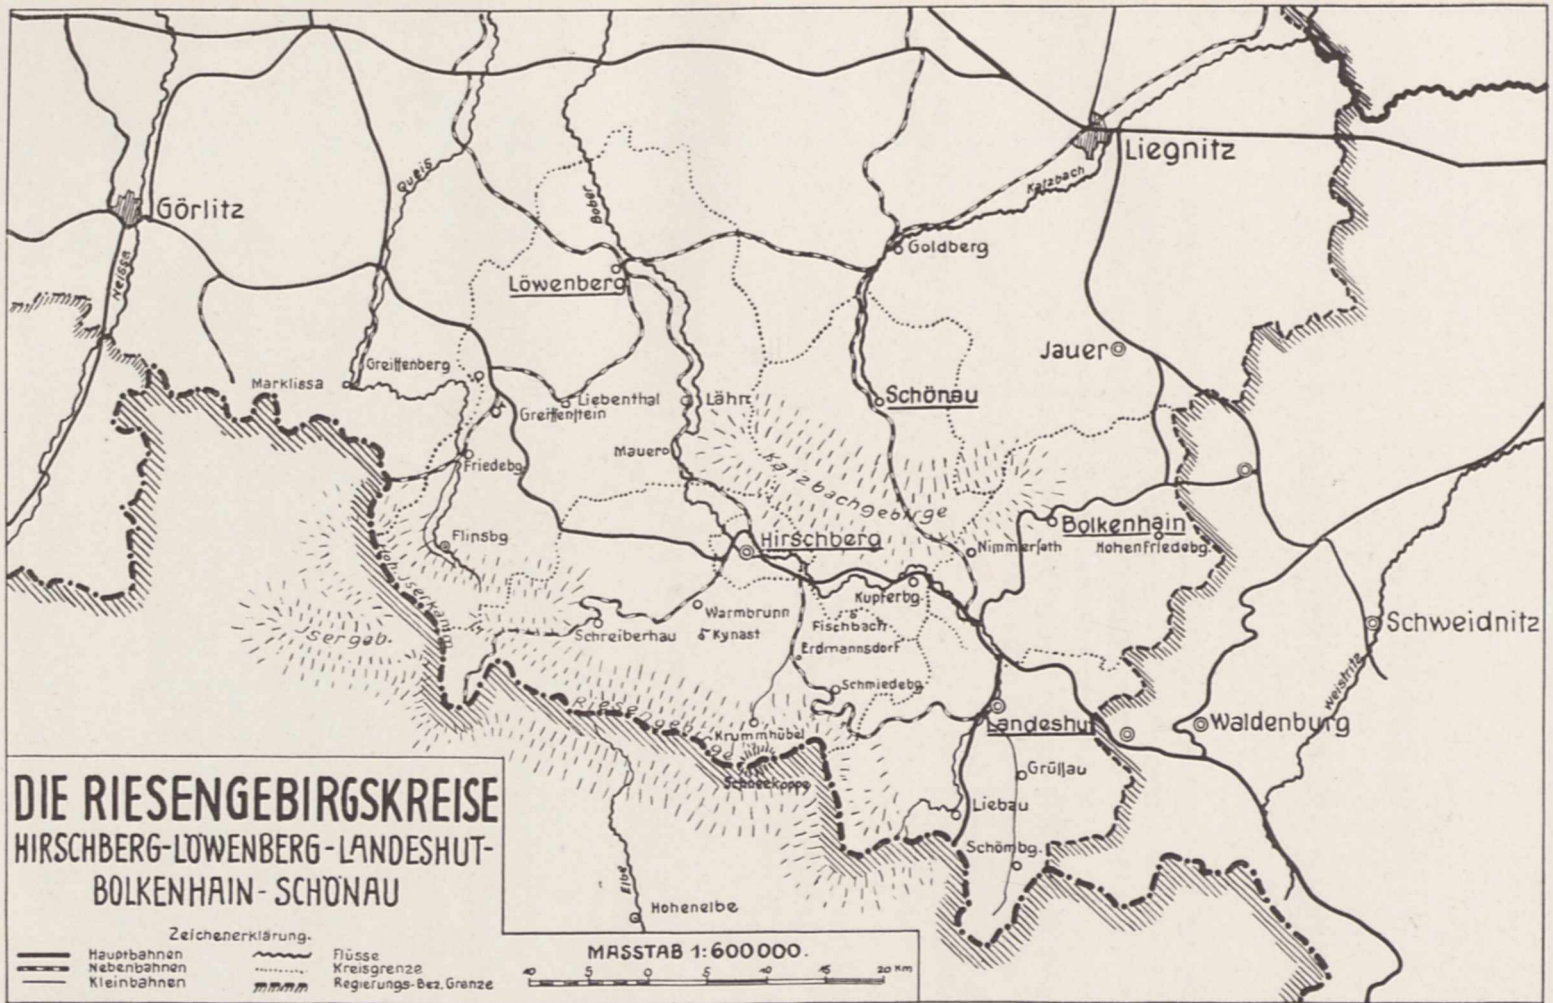 Liegnitz
Katzbach
Queis
Görlitz
Bober
Goldberg
Neisse
Löwenberg
Jauer
Greiffenberg
Marklissa
Liebenthal
Lähn
Schönau
Greiffenstein
Mauer
Friedebg.
Katzbachgebirge
Bolkenhain
Hirschberg
Flinsbg
Nimmersath
Hohenfriedebg.
Hoh. Iserkamm
Kupferbg.
Warmbrunn
Fischbach
Schweidnitz
Isergeb.
Schreiberhau
Kynast
Erdmannsdorf
Schmiedebg.
Weistritz
Riesengebirge
Landeshut
Waldenburg
Krummhübel
Grüssau
Schneekoppe
Liebau
Schömbg.
Elbe
Hohenelbe
DIE RIESENGEBIRGSKREISE
HIRSCHBERG-LÖWENBERG-LANDESHUT-
BOLKENHAIN-SCHÖNAU
Zeichenerklärung.
Hauptbahnen
Nebenbahnen
Kleinbahnen
Flüsse
Kreisgrenze
Regierungs-Bez. Grenze
MASSTAB 1:600000.
10 5 0 5 10 15 20 Km